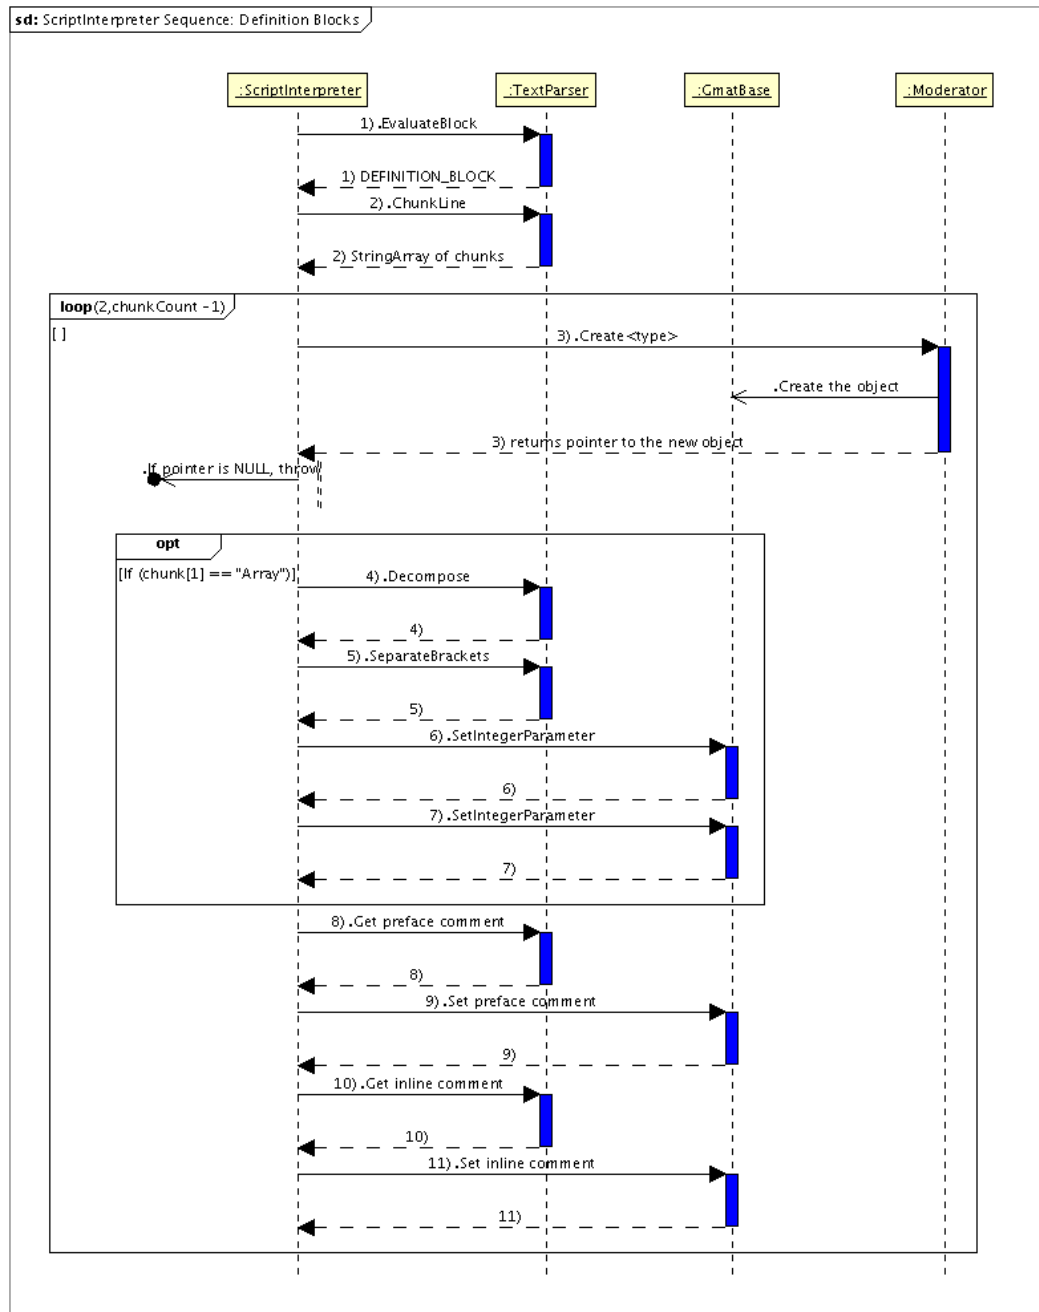 sd: ScriptInterpreter Sequence: Definition Blocks
:ScriptInterpreter
:TextParser
:GmatBase
:Moderator
1).EvaluateBlock
1) DEFINITION_BLOCK
2).ChunkLine
2) StringArray of chunks
loop(2,chunkCount -1)
[ ]
3).Create<type>
.Create the object
3) returns pointer to the new object
.If pointer is NULL, throw
opt
[If (chunk[1] == "Array")]
4).Decompose
4)
5).SeparateBrackets
5)
6).SetIntegerParameter
6)
7).SetIntegerParameter
7)
8).Get preface comment
8)
9).Set preface comment
9)
10).Get inline comment
10)
11).Set inline comment
11)